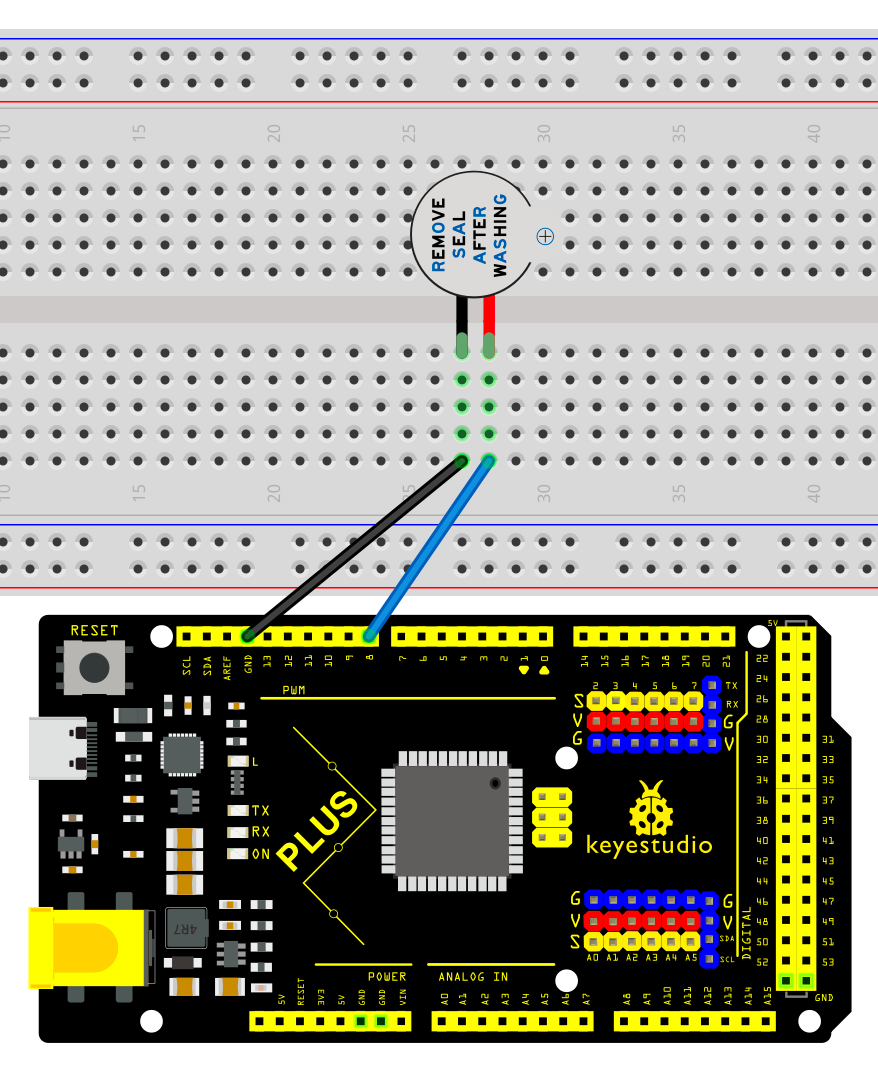 10 15 20 25 30 35 40
REMOVE
SEAL
AFTER
WASHING
10 15 20 30 35 40
RESET
SCL SDA AREF GND 13 12 11 10 9 8 7 6 5 4 3 2 1 0 14 15 16 17 18 19 20 21
5V
PWM
2 3 4 5 6 7 TX
S RX
V G
G V
22
24
26
28
30 31
32 33
34 35
36 37
38 39
40 41
42 43
44 45
46 47
48 49
50 51
52 53
GND
DIGITAL
L
TX
RX
ON
PLUS
keyestudio
4R7
G G
V V
S SDA
A0 A1 A2 A3 A4 A5 SCL
POWER
ANALOG IN
5V RESET 3V3 5V GND GND VIN A0 A1 A2 A3 A4 A5 A6 A7 A8 A9 A10 A11 A12 A13 A14 A15